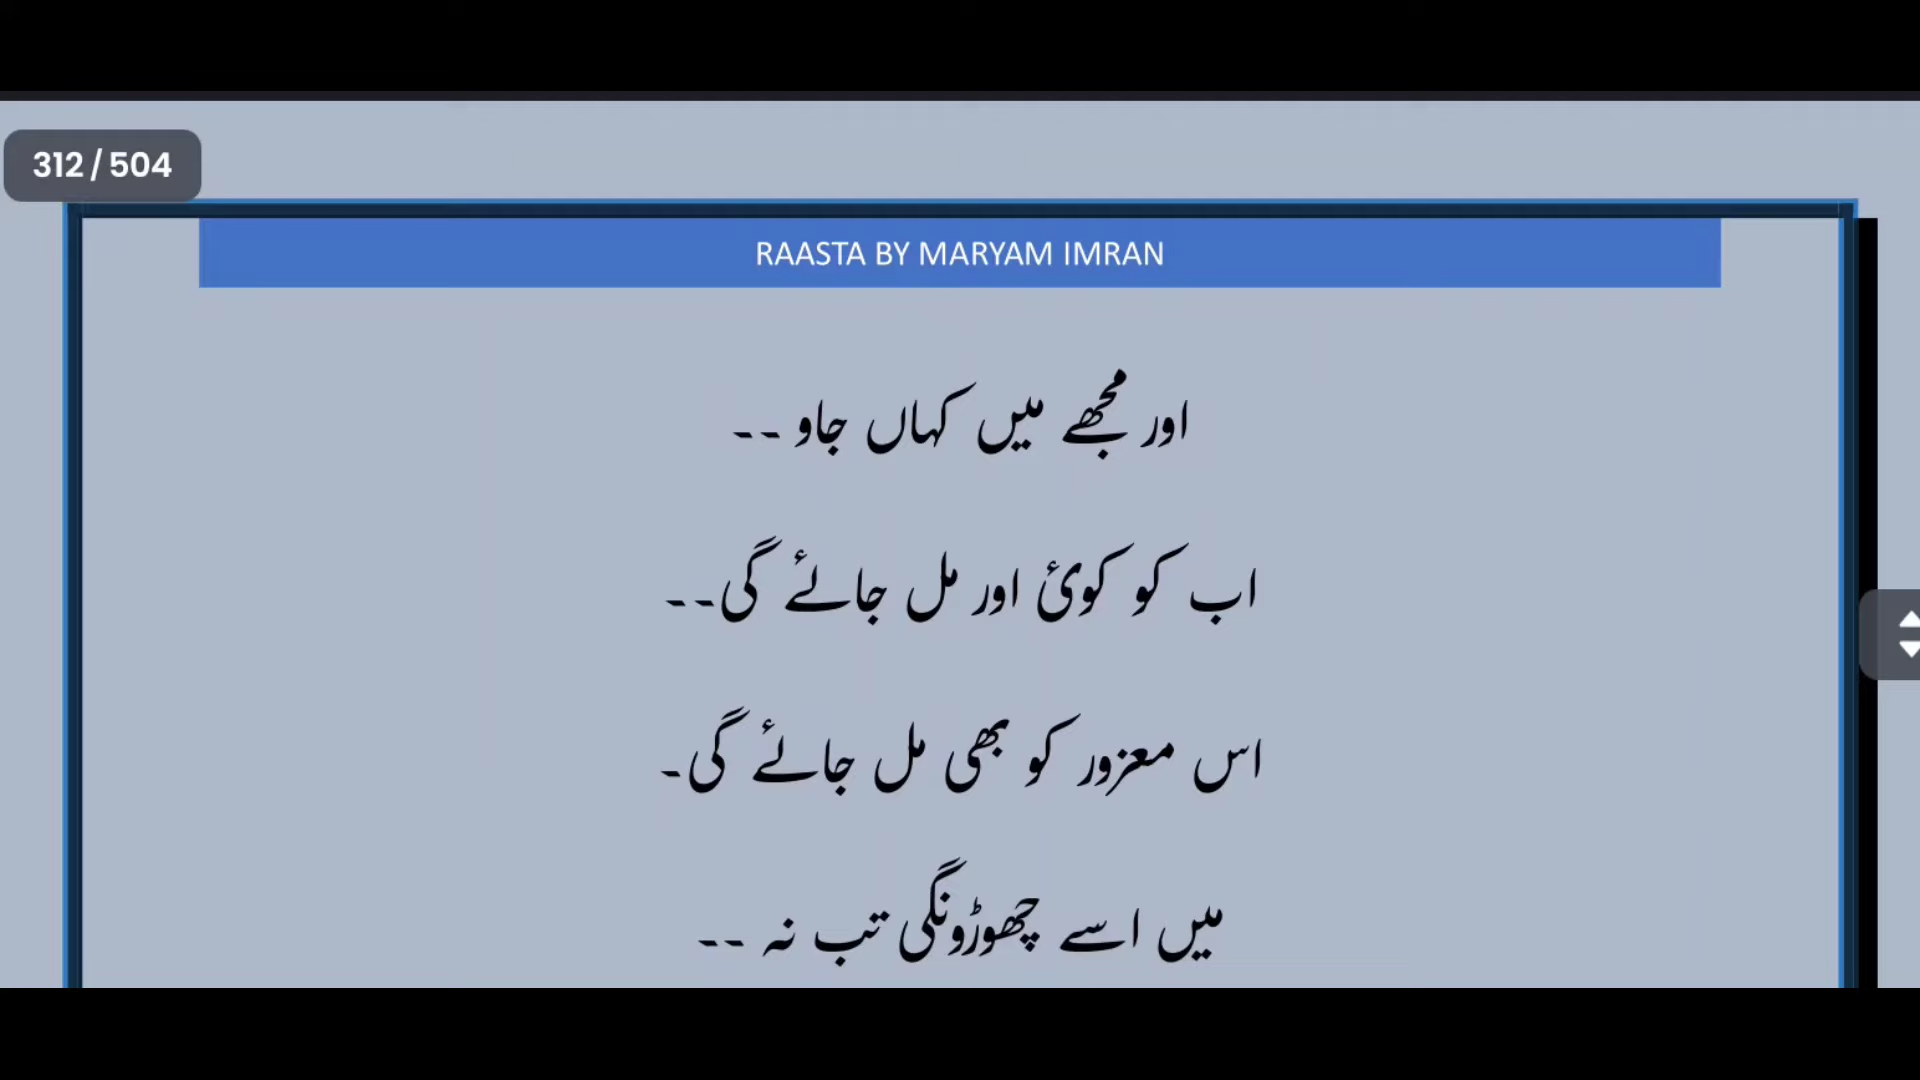 312 / 504
RAASTA BY MARYAM IMRAN
اور مجھے میں کہاں جاو ۔۔
اب کو کوئ اور مل جائے گی۔۔
اس معزور کو بھی مل جائے گی۔
میں اسے چھوڑونگی تب نہ ۔۔